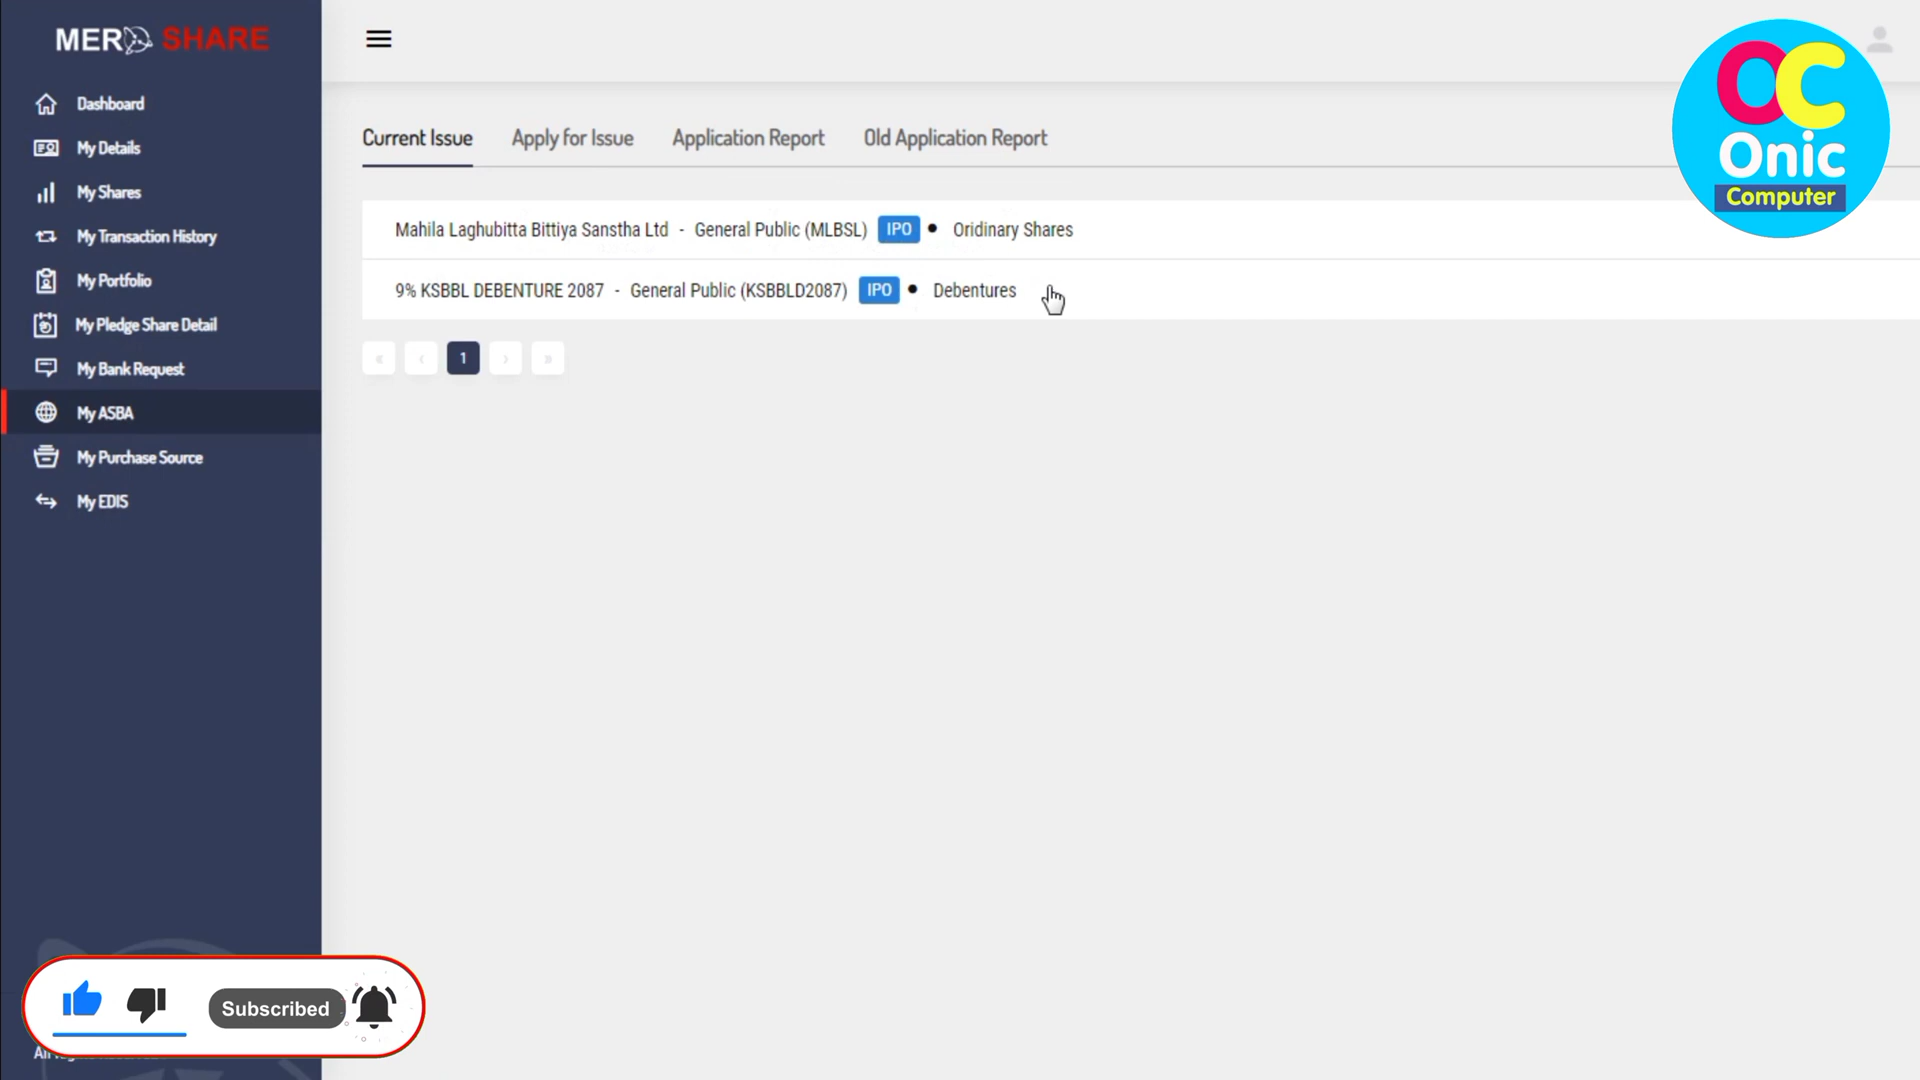 MERO SHARE
Dashboard
My Details
My Shares
My Transaction History
My Portfolio
My Pledge Share Detail
My Bank Request
My ASBA
My Purchase Source
My EDIS
Current Issue Apply for Issue Application Report Old Application Report
Mahila Laghubitta Bittiya Sanstha Ltd - General Public (MLBSL) IPO • Oridinary Shares
9% KSBBL DEBENTURE 2087 - General Public (KSBBLD2087) IPO • Debentures
« ‹ 1 › »
OC
Onic
Computer
Subscribed